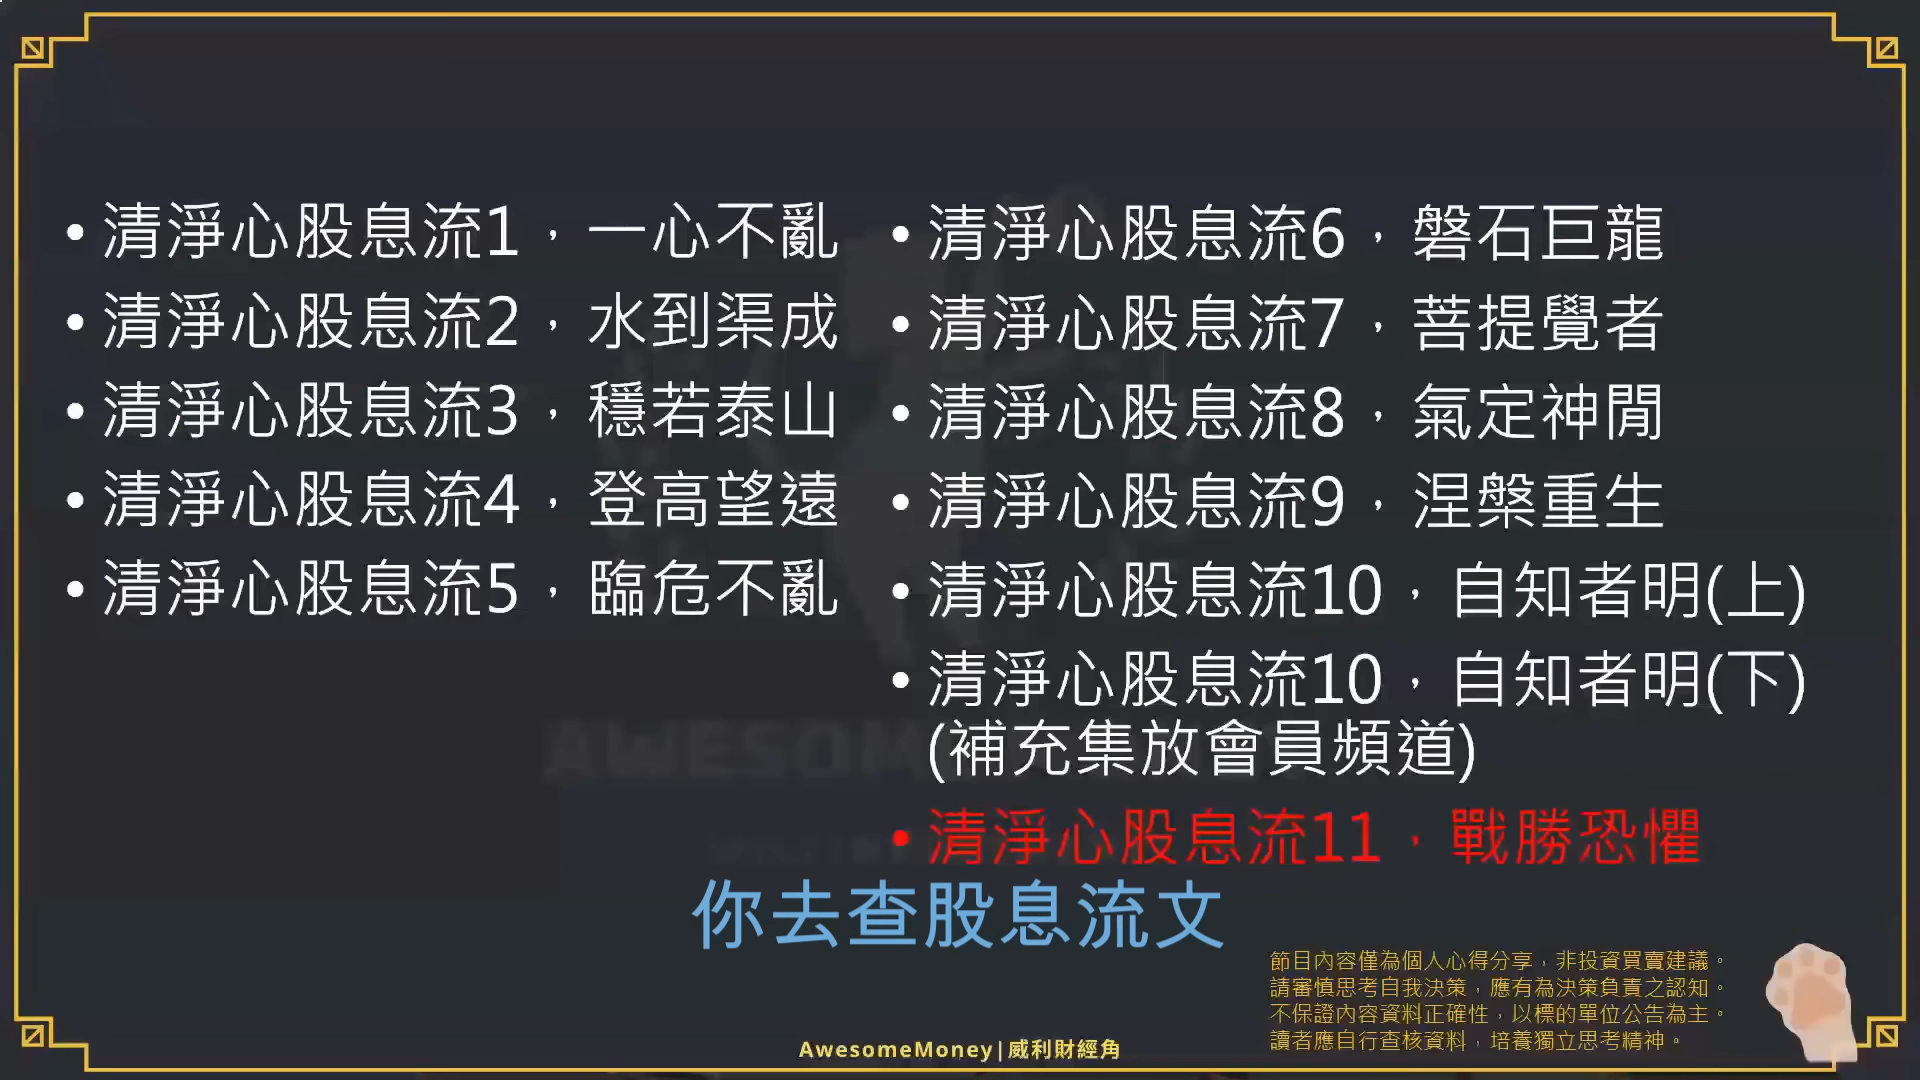 • 清淨心股息流1，一心不亂
• 清淨心股息流2，水到渠成
• 清淨心股息流3，穩若泰山
• 清淨心股息流4，登高望遠
• 清淨心股息流5，臨危不亂
• 清淨心股息流6，磐石巨龍
• 清淨心股息流7，菩提覺者
• 清淨心股息流8，氣定神閒
• 清淨心股息流9，涅槃重生
• 清淨心股息流10，自知者明(上)
• 清淨心股息流10，自知者明(下)
(補充集放會員頻道)
• 清淨心股息流11，戰勝恐懼
你去查股息流文
節目內容僅為個人心得分享，非投資買賣建議。
請審慎思考自我決策，應有為決策負責之認知。
不保證內容資料正確性，以標的單位公告為主。
讀者應自行查核資料，培養獨立思考精神。
AwesomeMoney|威利財經角
AWESOM